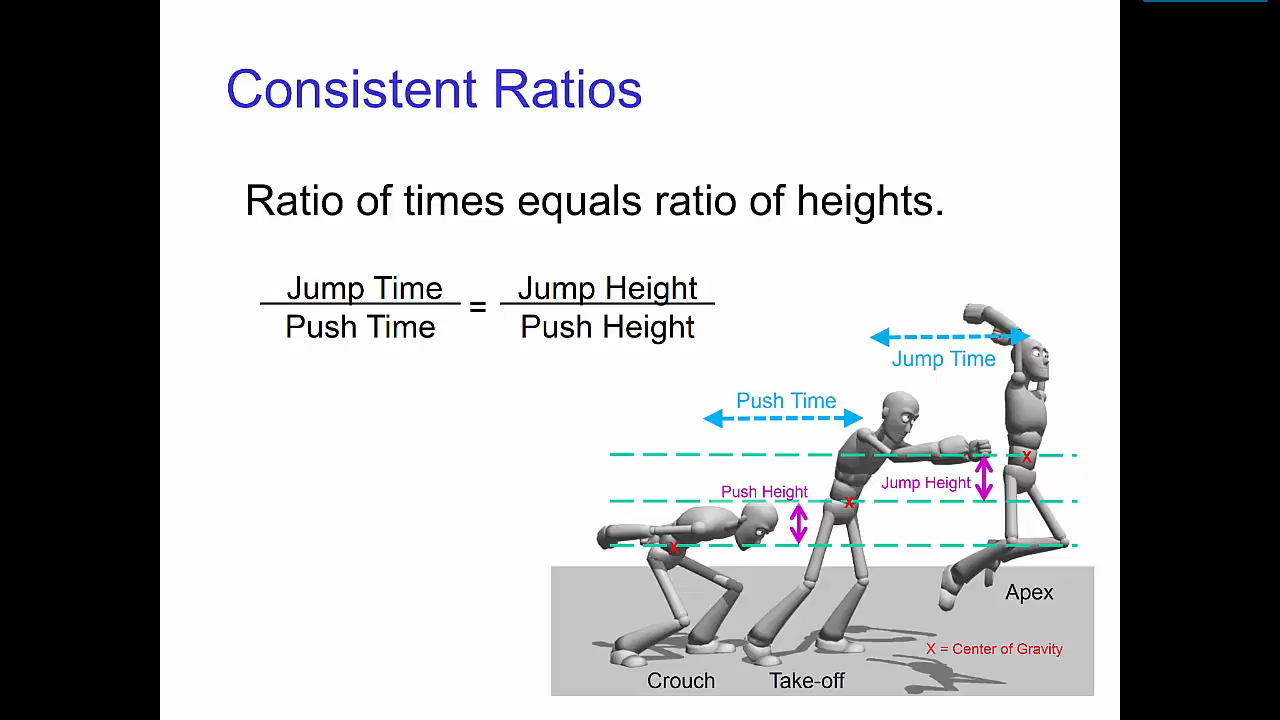 Consistent Ratios
Ratio of times equals ratio of heights.
Jump Time
Push Time
=
Jump Height
Push Height
Jump Time
Push Time
Jump Height
Push Height
X
X
X
Apex
X = Center of Gravity
Crouch
Take-off